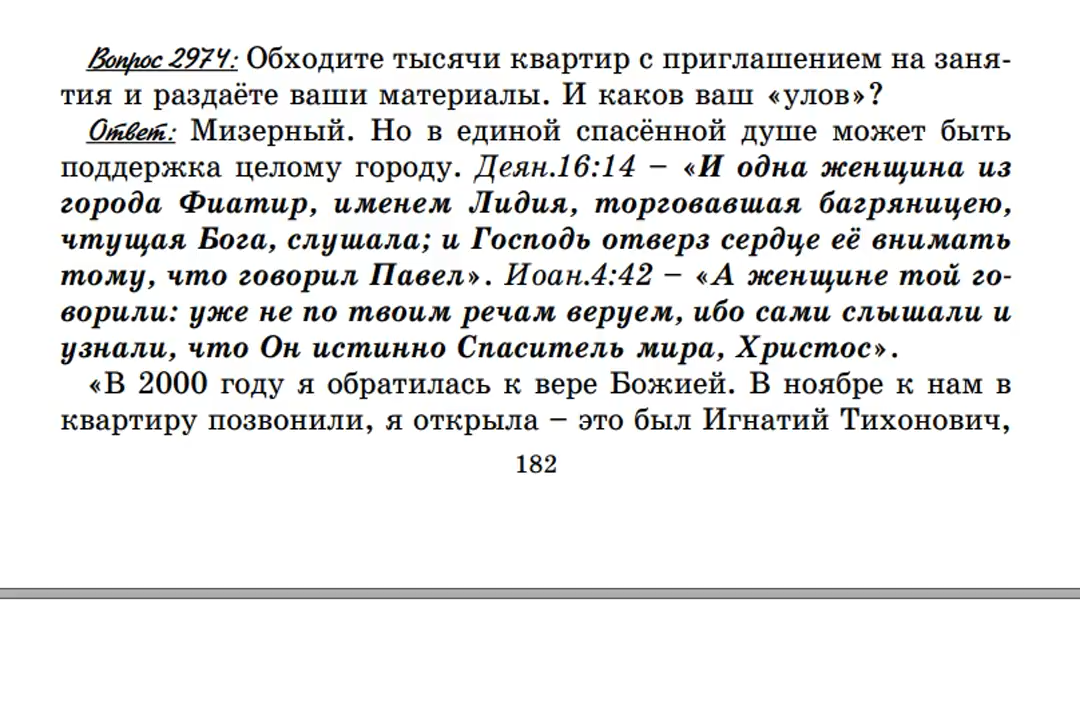 Вопрос 2974: Обходите тысячи квартир с приглашением на заня-
тия и раздаёте ваши материалы. И каков ваш «улов»?
Ответ: Мизерный. Но в единой спасённой душе может быть
поддержка целому городу. Деян.16:14 – «И одна женщина из
города Фиатир, именем Лидия, торговавшая багряницею,
чтущая Бога, слушала; и Господь отверз сердце её внимать
тому, что говорил Павел». Иоан.4:42 – «А женщине той го-
ворили: уже не по твоим речам веруем, ибо сами слышали и
узнали, что Он истинно Спаситель мира, Христос».
«В 2000 году я обратилась к вере Божией. В ноябре к нам в
квартиру позвонили, я открыла – это был Игнатий Тихонович,
182